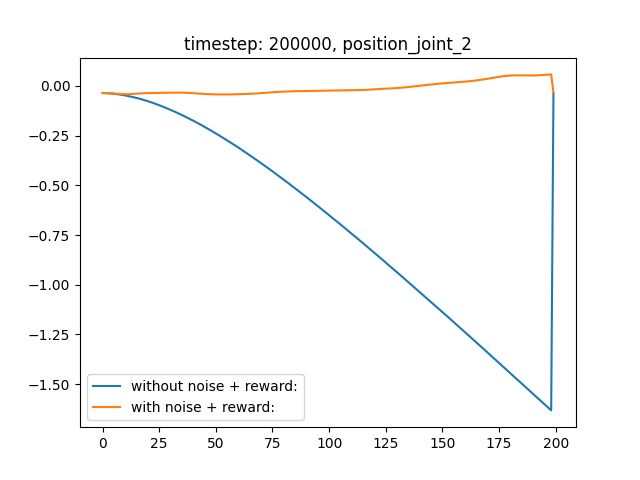 timestep: 200000, position_joint_2
0.00
−0.25
−0.50
−0.75
−1.00
−1.25
−1.50
without noise + reward:
with noise + reward:
0 25 50 75 100 125 150 175 200